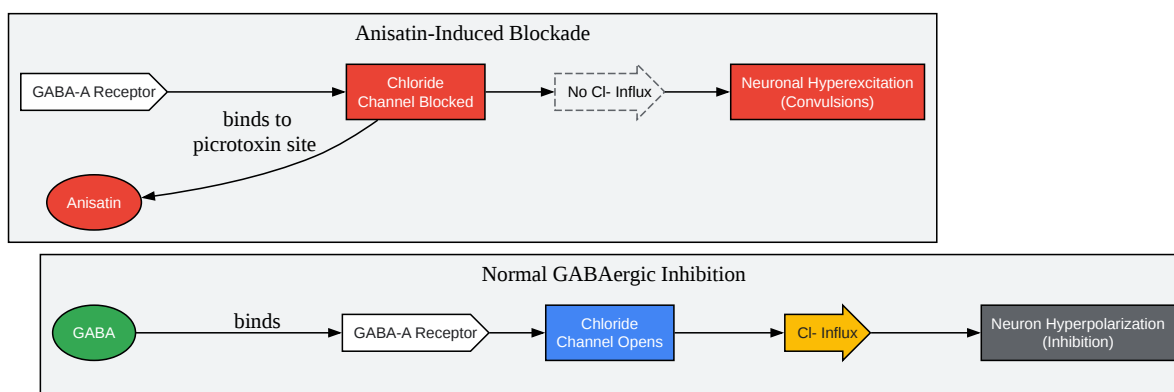 Anisatin-Induced Blockade
GABA-A Receptor
Chloride
Channel Blocked
No Cl- Influx
Neuronal Hyperexcitation
(Convulsions)
binds to
picrotoxin site
Anisatin
Normal GABAergic Inhibition
GABA
binds
GABA-A Receptor
Chloride
Channel Opens
Cl- Influx
Neuron Hyperpolarization
(Inhibition)